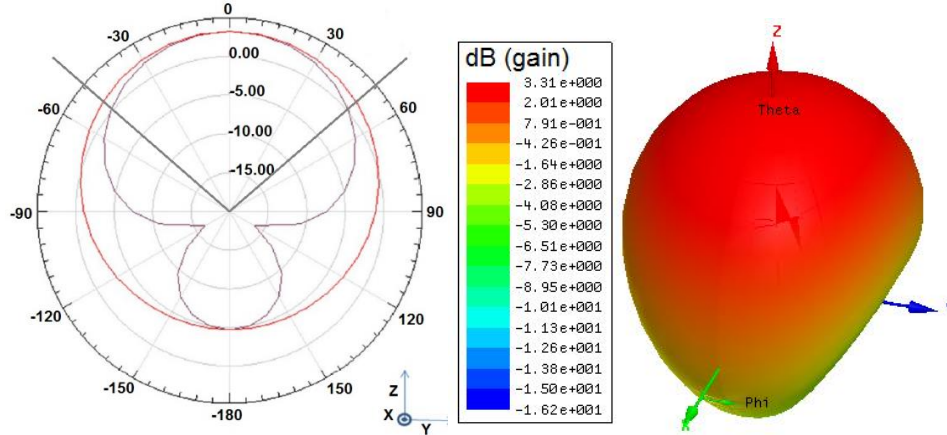 0
-30
30
-60
60
-90
90
-120
120
-150
150
-180
0.00
-5.00
-10.00
-15.00
Z
X
Y
dB (gain)
3.31e+000
2.01e+000
7.91e-001
-4.26e-001
-1.64e+000
-2.86e+000
-4.08e+000
-5.30e+000
-6.51e+000
-7.73e+000
-8.95e+000
-1.01e+001
-1.13e+001
-1.26e+001
-1.38e+001
-1.50e+001
-1.62e+001
Z
Theta
Phi